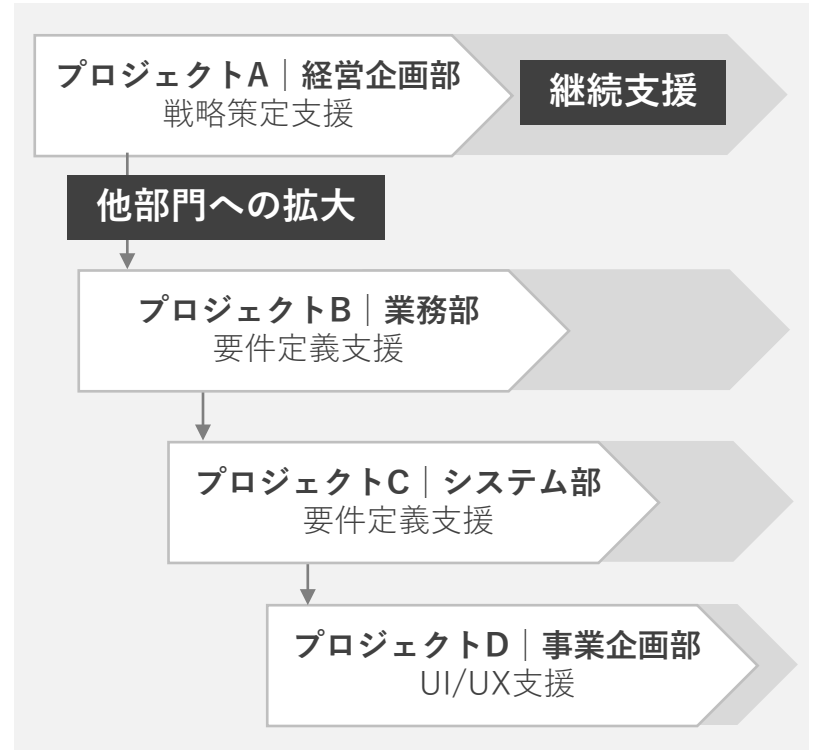 プロジェクトA｜経営企画部
戦略策定支援
継続支援
他部門への拡大
プロジェクトB｜業務部
要件定義支援
プロジェクトC｜システム部
要件定義支援
プロジェクトD｜事業企画部
UI/UX支援